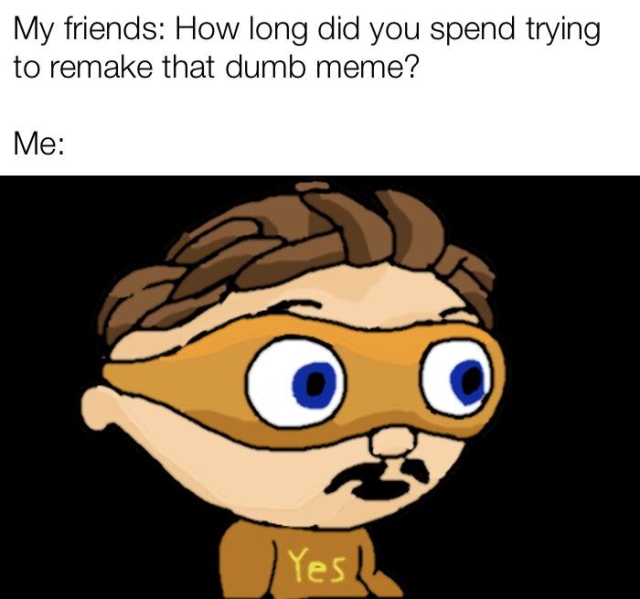 My friends: How long did you spend trying
to remake that dumb meme?
Me:
Yes